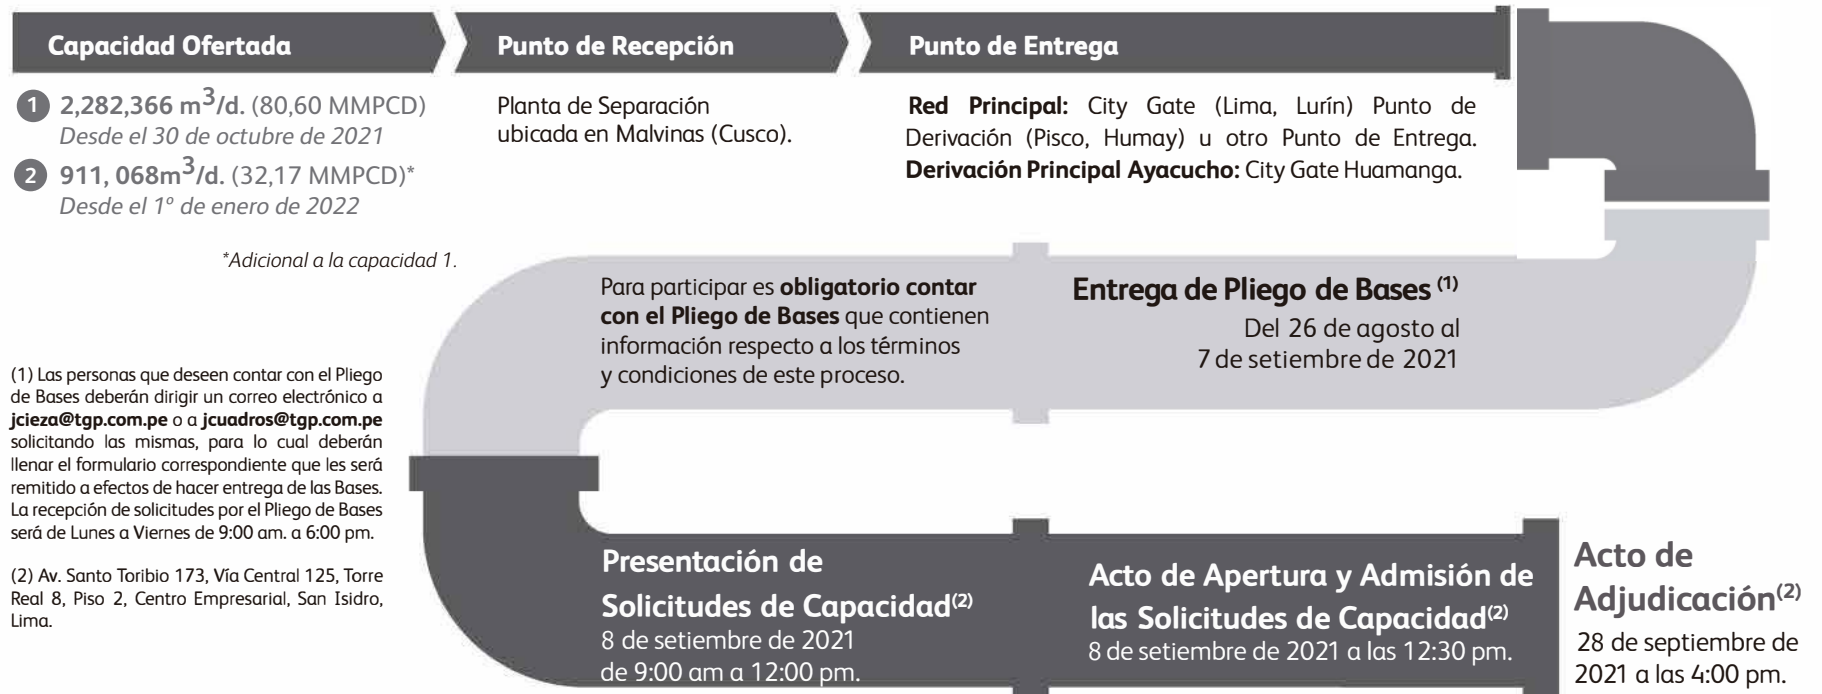 Capacidad Ofertada
Punto de Recepción
Punto de Entrega
1 2,282,366 m³/d. (80,60 MMPCD)
Desde el 30 de octubre de 2021
2 911, 068m³/d. (32,17 MMPCD)*
Desde el 1º de enero de 2022
*Adicional a la capacidad 1.
Planta de Separación
ubicada en Malvinas (Cusco).
Red Principal: City Gate (Lima, Lurín) Punto de
Derivación (Pisco, Humay) u otro Punto de Entrega.
Derivación Principal Ayacucho: City Gate Huamanga.
Entrega de Pliego de Bases (1)
Del 26 de agosto al
7 de setiembre de 2021
Para participar es obligatorio contar
con el Pliego de Bases que contienen
información respecto a los términos
y condiciones de este proceso.
(1) Las personas que deseen contar con el Pliego
de Bases deberán dirigir un correo electrónico a
jcieza@tgp.com.pe o a jcuadros@tgp.com.pe
solicitando las mismas, para lo cual deberán
llenar el formulario correspondiente que les será
remitido a efectos de hacer entrega de las Bases.
La recepción de solicitudes por el Pliego de Bases
será de Lunes a Viernes de 9:00 am. a 6:00 pm.
(2) Av. Santo Toribio 173, Vía Central 125, Torre
Real 8, Piso 2, Centro Empresarial, San Isidro,
Lima.
Presentación de
Solicitudes de Capacidad(2)
8 de setiembre de 2021
de 9:00 am a 12:00 pm.
Acto de Apertura y Admisión de
las Solicitudes de Capacidad(2)
8 de setiembre de 2021 a las 12:30 pm.
Acto de
Adjudicación(2)
28 de septiembre de
2021 a las 4:00 pm.